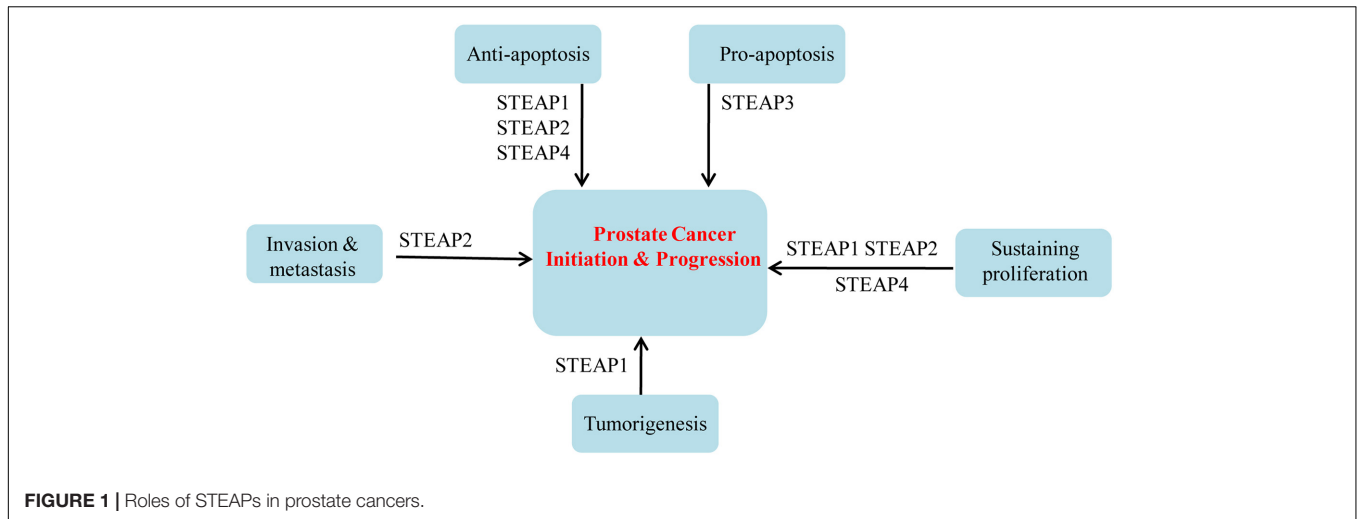 Anti-apoptosis
Pro-apoptosis
STEAP1
STEAP2
STEAP4
STEAP3
Invasion &
metastasis
STEAP2
Prostate Cancer
Initiation & Progression
STEAP1 STEAP2
STEAP4
Sustaining
proliferation
STEAP1
Tumorigenesis
FIGURE 1 | Roles of STEAPs in prostate cancers.